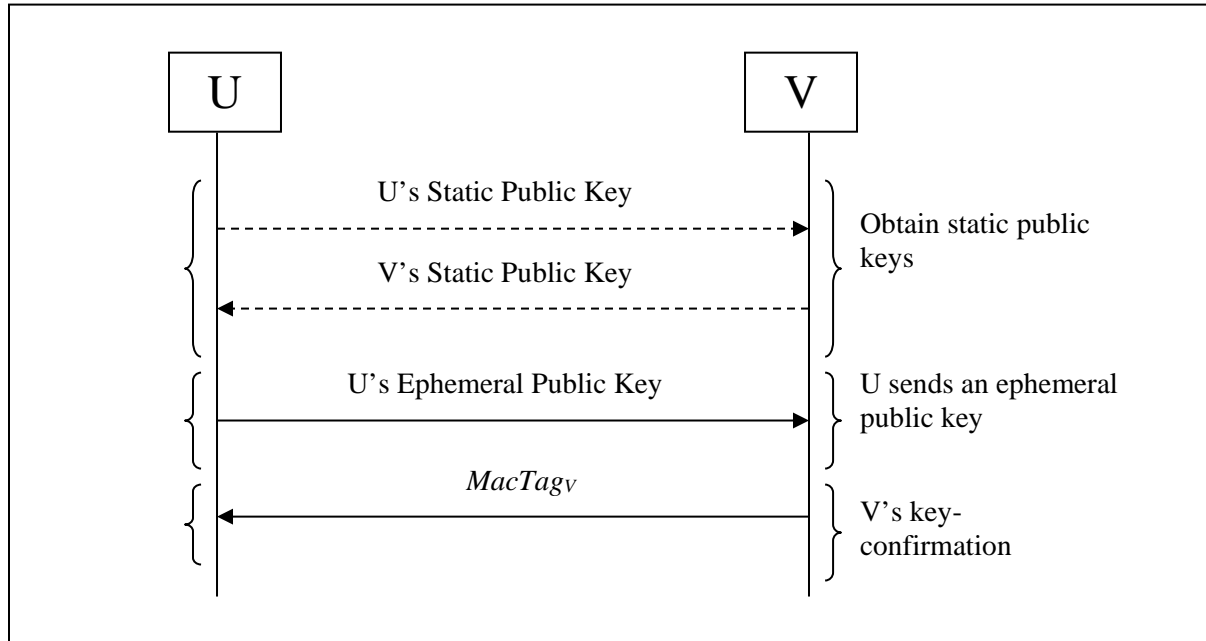 U
V
U’s Static Public Key
Obtain static public
keys
V’s Static Public Key
U’s Ephemeral Public Key
U sends an ephemeral
public key
MacTagV
V’s key-
confirmation